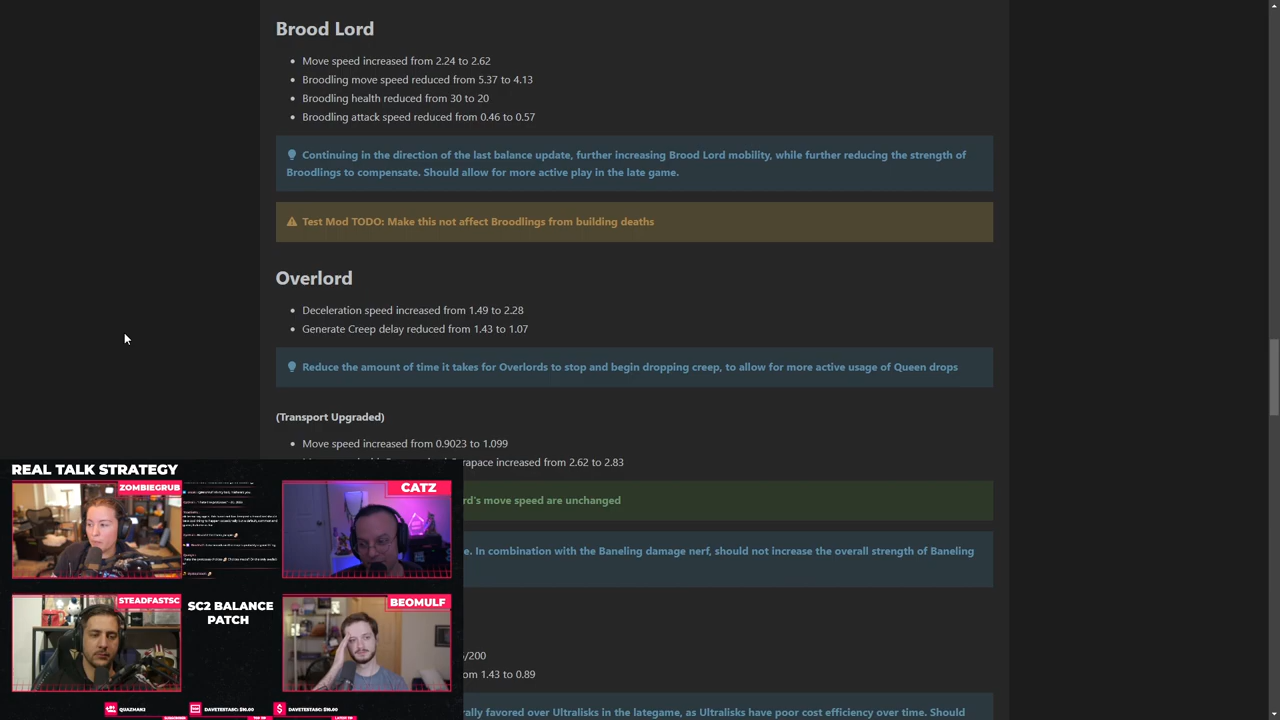 Brood Lord
Move speed increased from 2.24 to 2.62
Broodling move speed reduced from 5.37 to 4.13
Broodling health reduced from 30 to 20
Broodling attack speed reduced from 0.46 to 0.57
Continuing in the direction of the last balance update, further increasing Brood Lord mobility, while further reducing the strength of
Broodlings to compensate. Should allow for more active play in the late game.
Test Mod TODO: Make this not affect Broodlings from building deaths
Overlord
Deceleration speed increased from 1.49 to 2.28
Generate Creep delay reduced from 1.43 to 1.07
Reduce the amount of time it takes for Overlords to stop and begin dropping creep, to allow for more active usage of Queen drops
(Transport Upgraded)
Move speed increased from 0.9023 to 1.099
increased from 2.62 to 2.83
rd's move speed are unchanged
e. In combination with the Baneling damage nerf, should not increase the overall strength of Baneling
/200
from 1.43 to 0.89
rally favored over Ultralisks in the lategame, as Ultralisks have poor cost efficiency over time. Should
REAL TALK STRATEGY
ZOMBIEGRUB
CATZ
STEADFASTSC
SC2 BALANCE
PATCH
BEOMULF